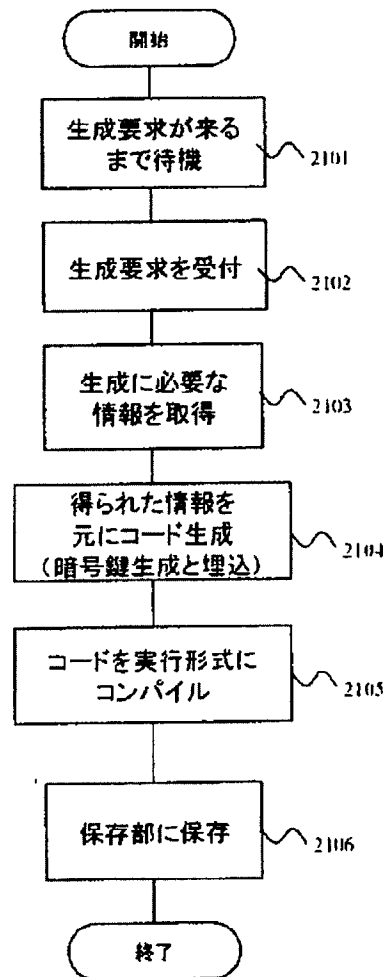 開始
生成要求が来る
まで待機
2101
生成要求を受付
2102
生成に必要な
情報を取得
2103
得られた情報を
元にコード生成
(暗号鍵生成と埋込)
2104
コードを実行形式に
コンパイル
2105
保存部に保存
2106
終了